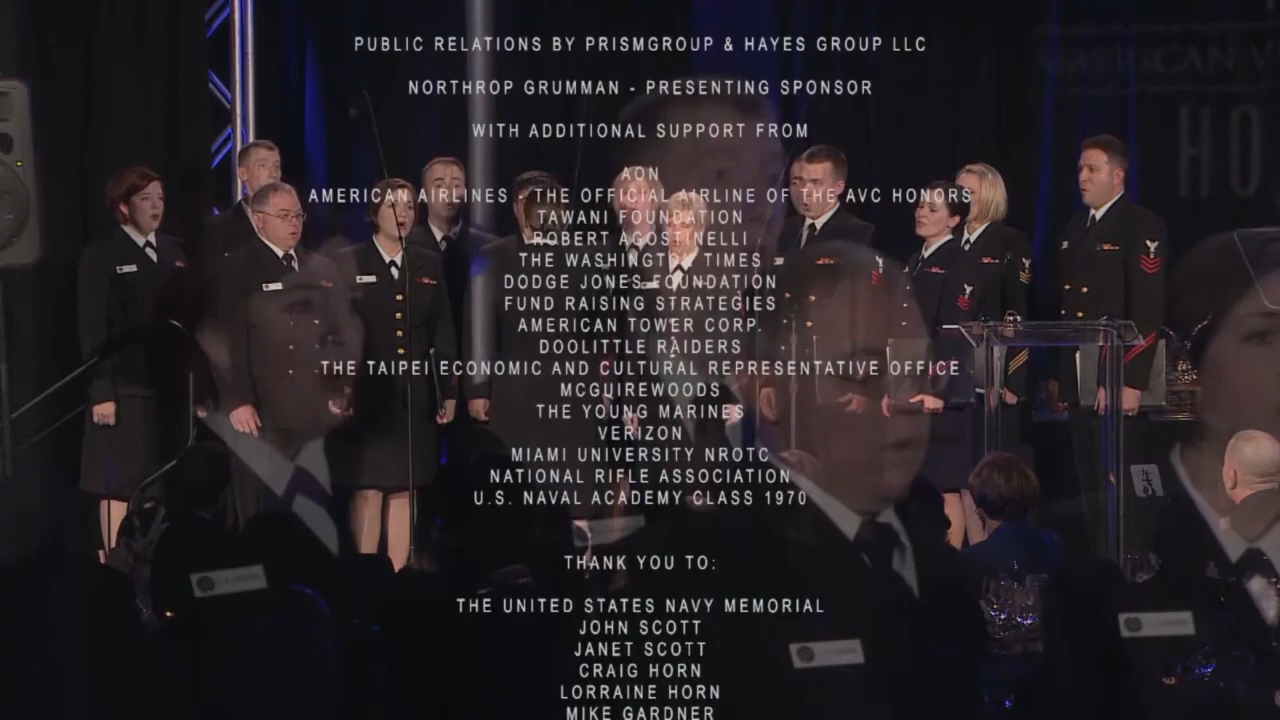 PUBLIC RELATIONS BY PRISMGROUP & HAYES GROUP LLC
NORTHROP GRUMMAN - PRESENTING SPONSOR
WITH ADDITIONAL SUPPORT FROM
AON
AMERICAN AIRLINES - THE OFFICIAL AIRLINE OF THE AVC HONORS
TAWANI FOUNDATION
ROBERT AGOSTINELLI
THE WASHINGTON TIMES
DODGE JONES FOUNDATION
FUND RAISING STRATEGIES
AMERICAN TOWER CORP.
DOOLITTLE RAIDERS
THE TAIPEI ECONOMIC AND CULTURAL REPRESENTATIVE OFFICE
MCGUIREWOODS
THE YOUNG MARINES
VERIZON
MIAMI UNIVERSITY NROTC
NATIONAL RIFLE ASSOCIATION
U.S. NAVAL ACADEMY CLASS 1970
THANK YOU TO:
THE UNITED STATES NAVY MEMORIAL
JOHN SCOTT
JANET SCOTT
CRAIG HORN
LORRAINE HORN
MIKE GARDNER
AMERICAN V
HO